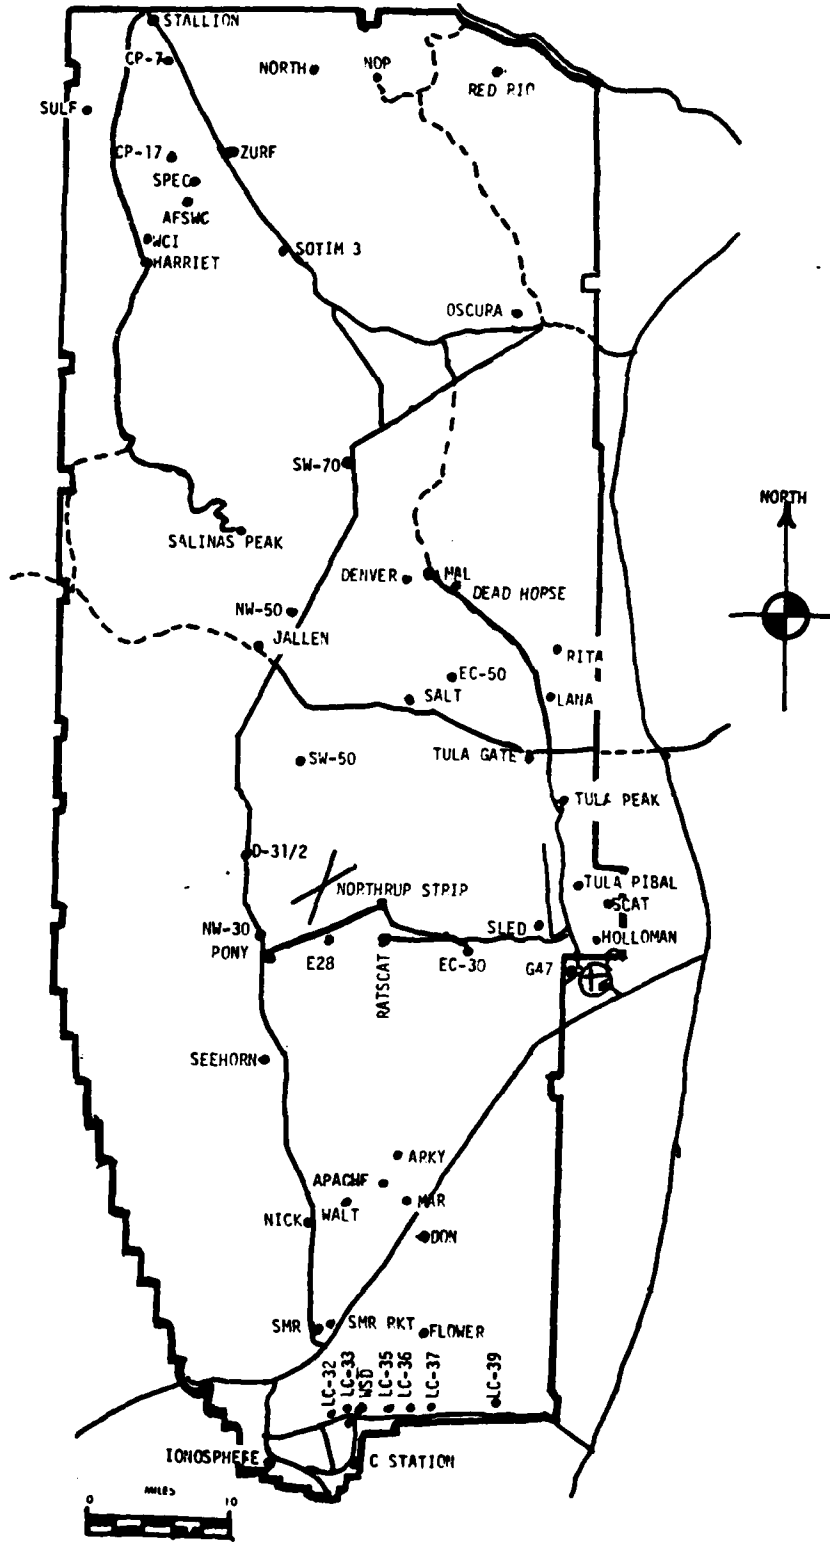 STALLION
CP-7
NORTH
NOP
RED RIO
SULF
CP-17
ZURF
SPEC
AFSWC
WCI
HARRIET
SOTIM 3
OSCURA
SW-70
NORTH
SALINAS PEAK
DENVER
MAL
DEAD HORSE
NW-50
JALLEN
RITA
EC-50
SALT
LANA
SW-50
TULA GATE
TULA PEAK
D-31/2
NORTHRUP STRIP
TULA PIBAL
SCAT
NW-30
SLED
HOLLOMAN
PONY
E28
RATSCAT
EC-30
G47
SEEHORN
ARKY
APACHE
WALT
MAR
NICK
DON
SMR
SMR RKT
FLOWER
LC-32
LC-33
WSD
LC-35
LC-36
LC-37
LC-39
IONOSPHERE
C STATION
0 MILES 10